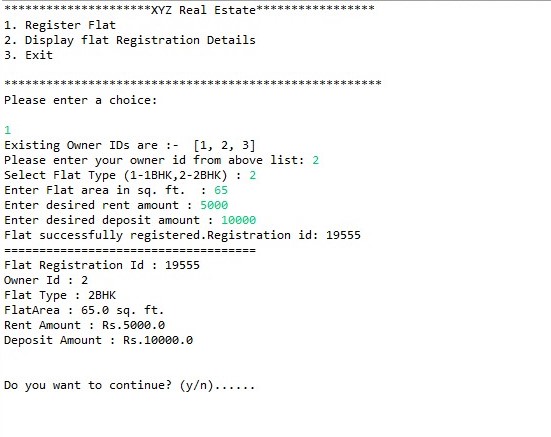 *********************XYZ Real Estate*****************
1. Register Flat
2. Display flat Registration Details
3. Exit
******************************************************
Please enter a choice:
1
Existing Owner IDs are :-  [1, 2, 3]
Please enter your owner id from above list: 2
Select Flat Type (1-1BHK,2-2BHK) : 2
Enter Flat area in sq. ft.  : 65
Enter desired rent amount : 5000
Enter desired deposit amount : 10000
Flat successfully registered.Registration id: 19555
====================================
Flat Registration Id : 19555
Owner Id : 2
Flat Type : 2BHK
FlatArea : 65.0 sq. ft.
Rent Amount : Rs.5000.0
Deposit Amount : Rs.10000.0
Do you want to continue? (y/n)......